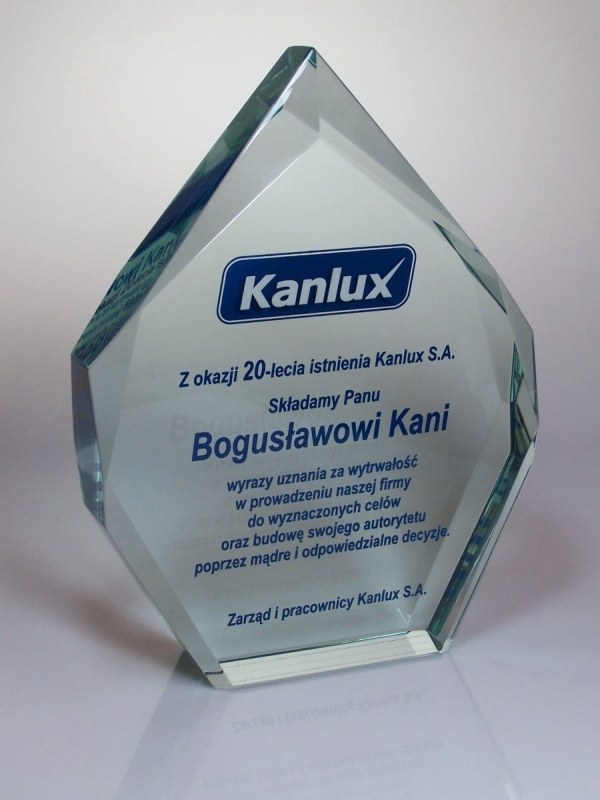 Kanlux
Z okazji 20-lecia istnienia Kanlux S.A.
Składamy Panu
Bogusławowi Kani
wyrazy uznania za wytrwałość
w prowadzeniu naszej firmy
do wyznaczonych celów
oraz budowę swojego autorytetu
poprzez mądre i odpowiedzialne decyzje.
Zarząd i pracownicy Kanlux S.A.